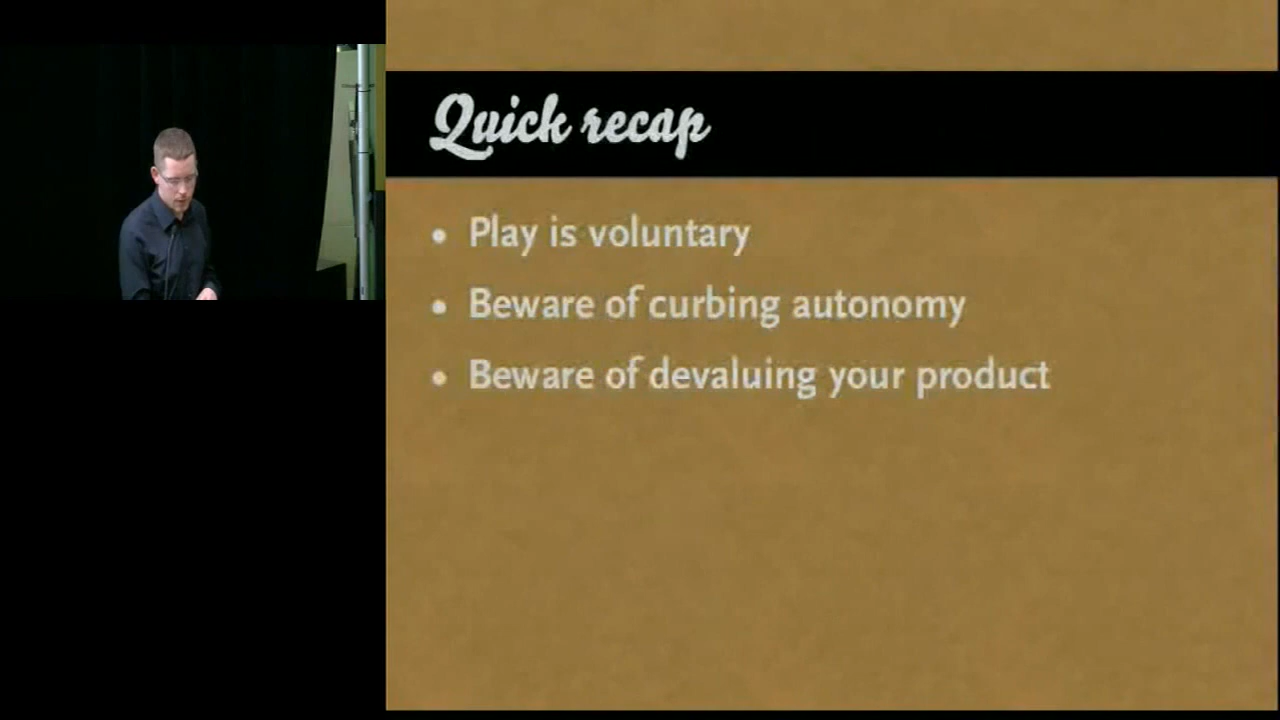 Quick recap
• Play is voluntary
• Beware of curbing autonomy
• Beware of devaluing your product